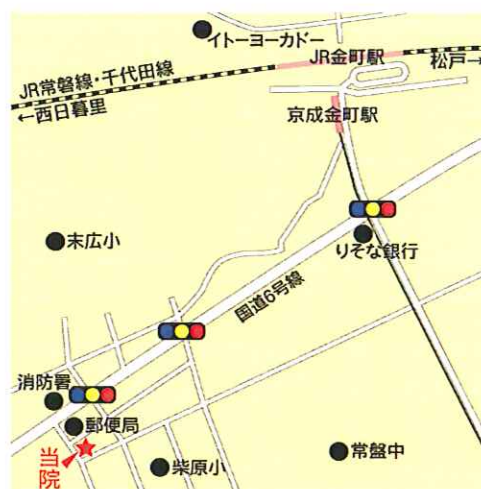 イトーヨーカドー
JR金町駅
松戸→
JR常磐線・千代田線
←西日暮里
京成金町駅
末広小
りそな銀行
国道6号線
消防署
郵便局
当院
柴原小
常盤中